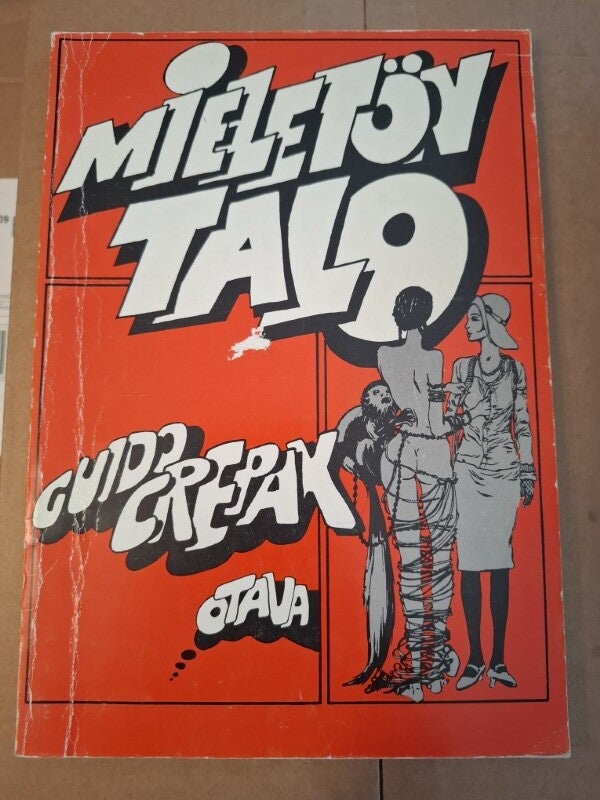 MIELETÖN
TALO
GUIDO
CREPAX
OTAVA